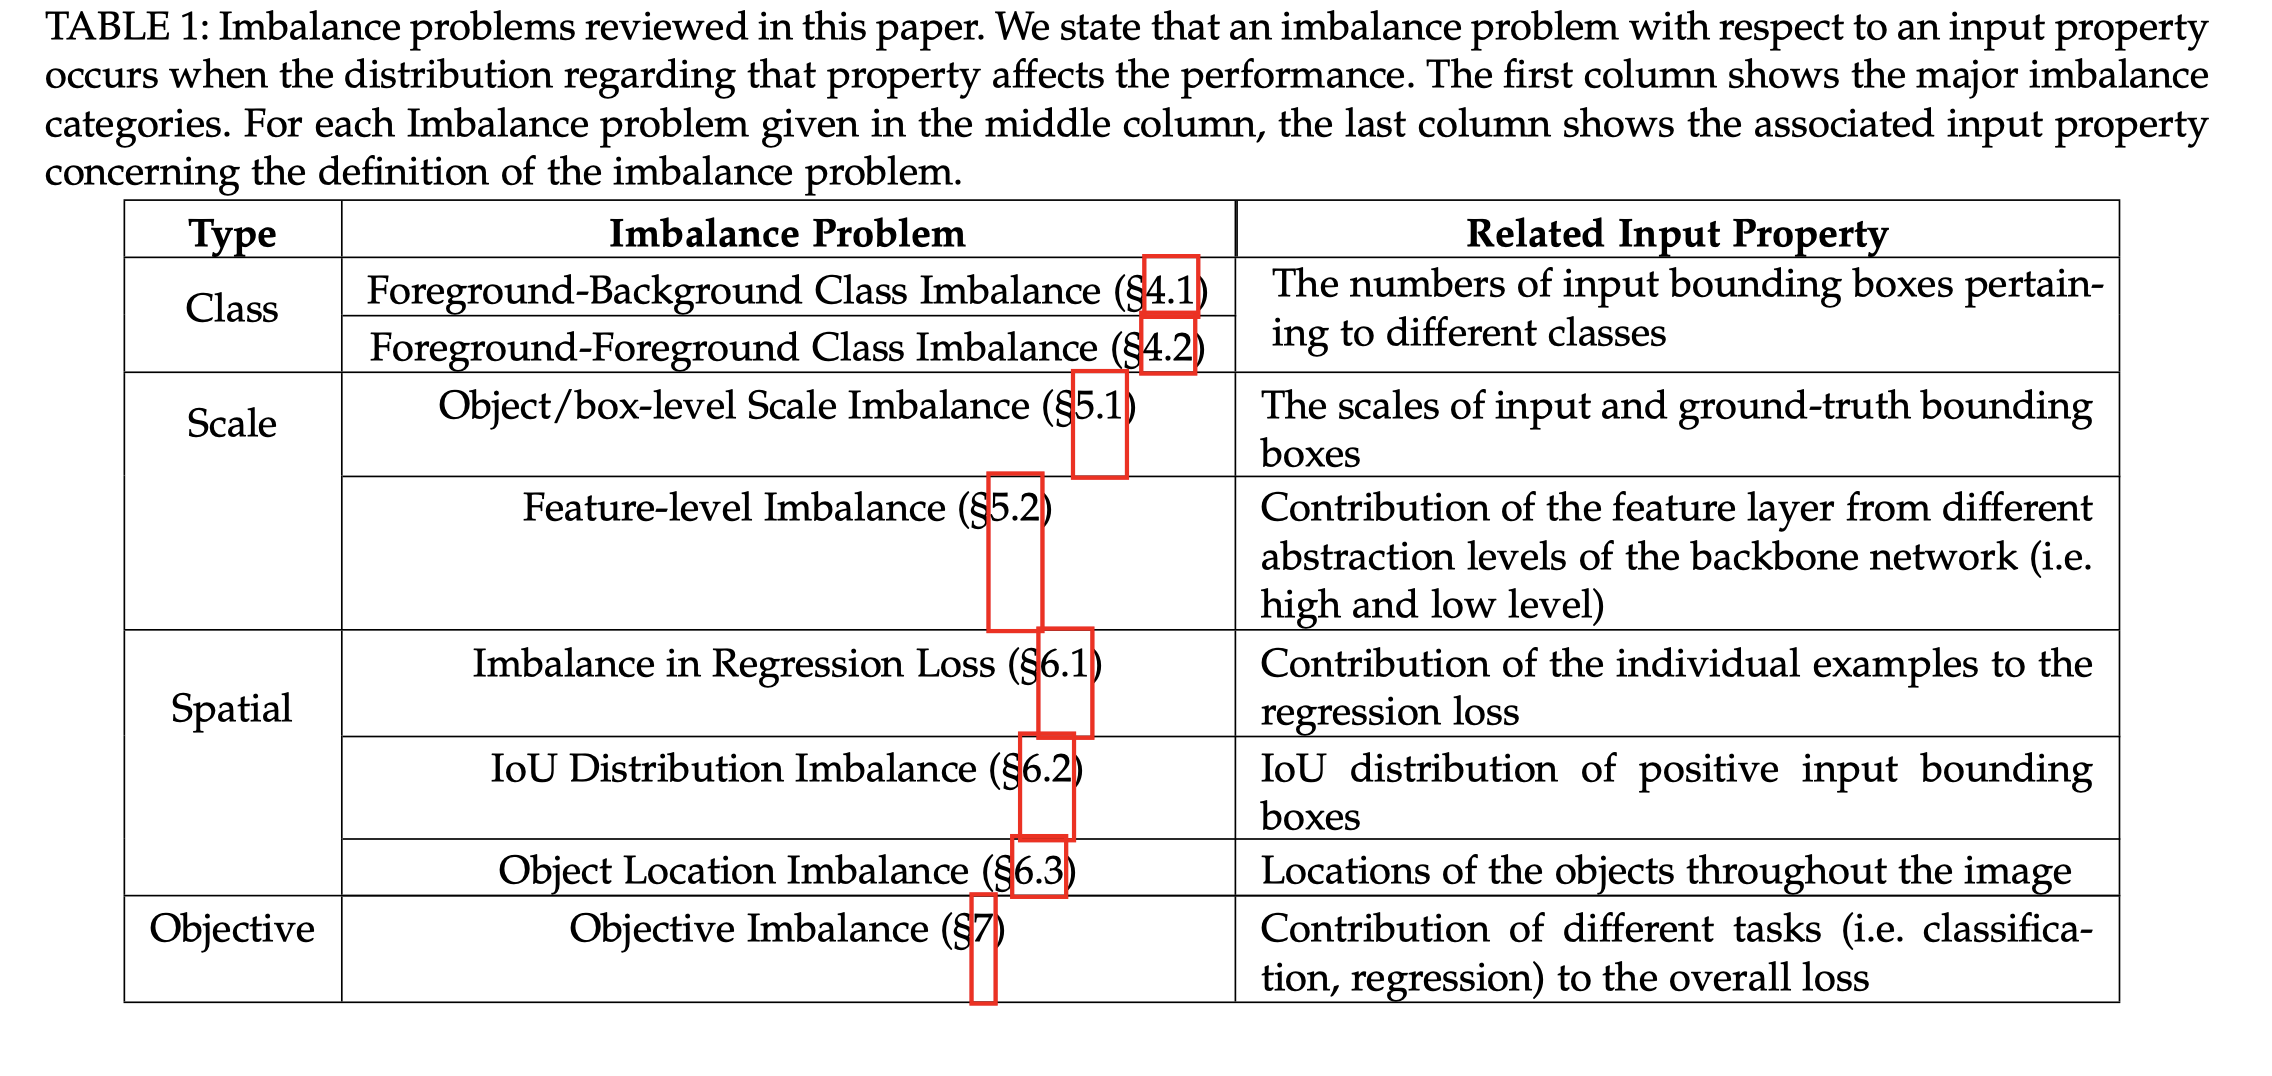 TABLE 1: Imbalance problems reviewed in this paper. We state that an imbalance problem with respect to an input property
occurs when the distribution regarding that property affects the performance. The first column shows the major imbalance
categories. For each Imbalance problem given in the middle column, the last column shows the associated input property
concerning the definition of the imbalance problem.
Type Imbalance Problem Related Input Property
Class
Foreground-Background Class Imbalance (§4.1)
Foreground-Foreground Class Imbalance (§4.2)
The numbers of input bounding boxes pertain-
ing to different classes
Scale
Object/box-level Scale Imbalance (§5.1)
The scales of input and ground-truth bounding
boxes
Feature-level Imbalance (§5.2)
Contribution of the feature layer from different
abstraction levels of the backbone network (i.e.
high and low level)
Spatial
Imbalance in Regression Loss (§6.1)
Contribution of the individual examples to the
regression loss
IoU Distribution Imbalance (§6.2)
IoU distribution of positive input bounding
boxes
Object Location Imbalance (§6.3)
Locations of the objects throughout the image
Objective
Objective Imbalance (§7)
Contribution of different tasks (i.e. classifica-
tion, regression) to the overall loss